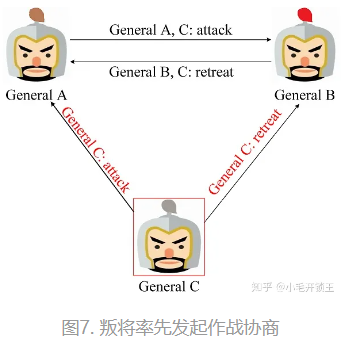 General A, C: attack
General B, C: retreat
General A
General B
General C: attack
General C: retreat
General C
知乎 @小毛开锁王
图7. 叛将率先发起作战协商